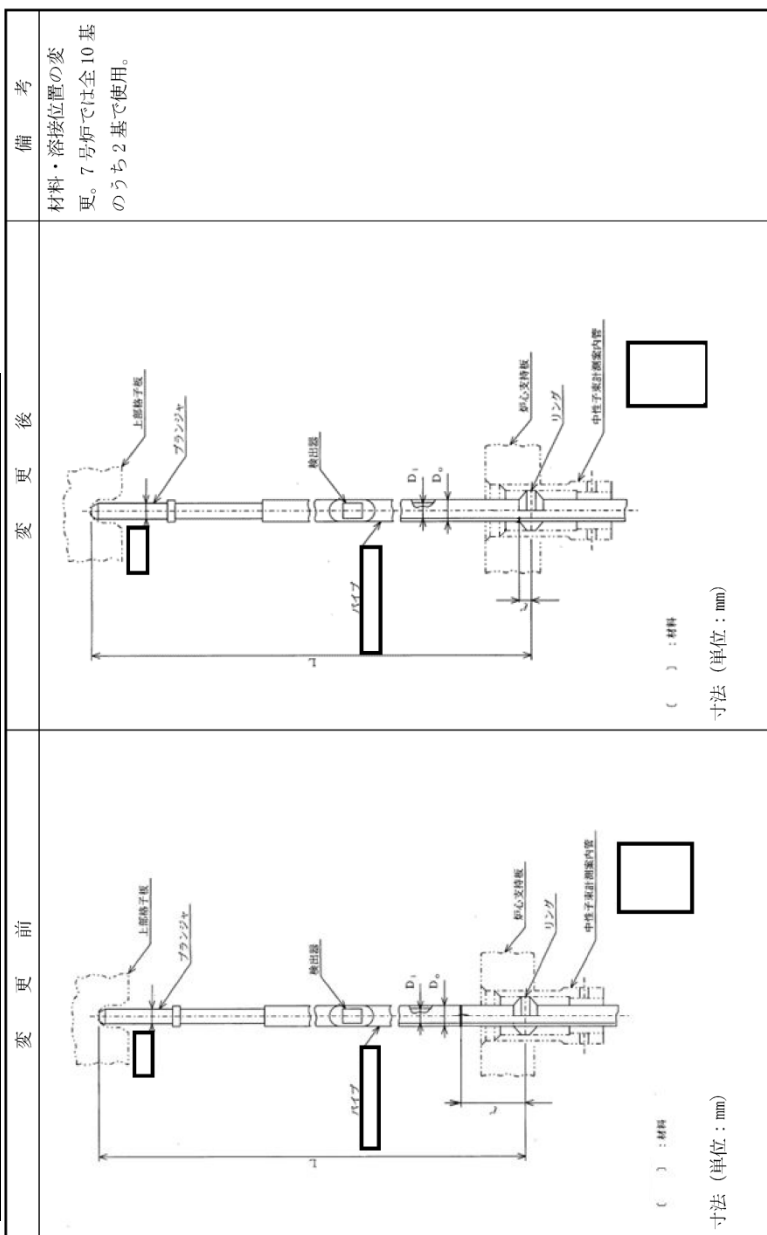 変更前
変更後
備考
上部格子板
プランジャ
検出器
パイプ
D₁
D₀
L
ℓ
炉心支持板
リング
中性子束計測案内管
〔 〕:材料
寸法(単位:mm)
上部格子板
プランジャ
検出器
パイプ
D₁
D₀
L
ℓ
炉心支持板
リング
中性子束計測案内管
〔 〕:材料
寸法(単位:mm)
材料・溶接位置の変
更。7号炉では全10基
のうち2基で使用。